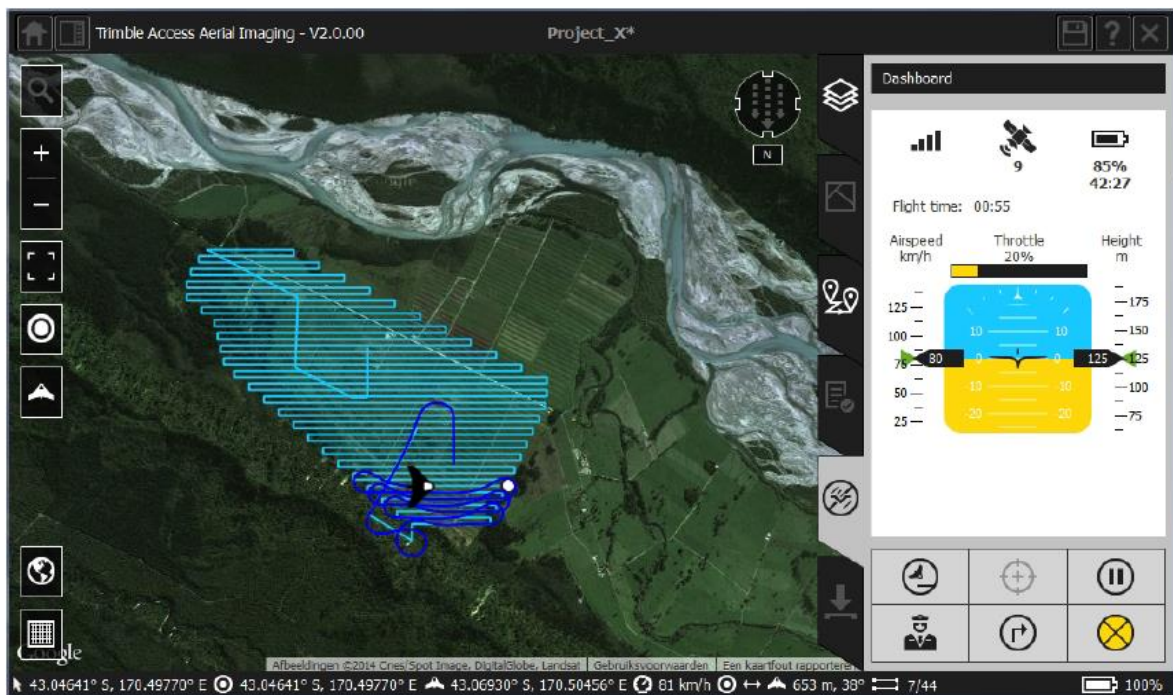 Trimble Access Aerial Imaging - V2.0.00
Project_X*
Dashboard
N
9
85%
42:27
Flight time: 00:55
Airspeed km/h
Throttle 20%
Height m
125
100
80
75
50
25
10 10
0 0
-10 -10
-20 -20
175
150
125 125
100
75
Google
Afbeeldingen ©2014 Cnes/Spot Image, DigitalGlobe, Landsat
Gebruiksvoorwaarden
Een kaartfout rapporteren
43.04641° S, 170.49770° E 43.04641° S, 170.49770° E 43.06930° S, 170.50456° E 81 km/h 653 m, 38° 7/44 100%